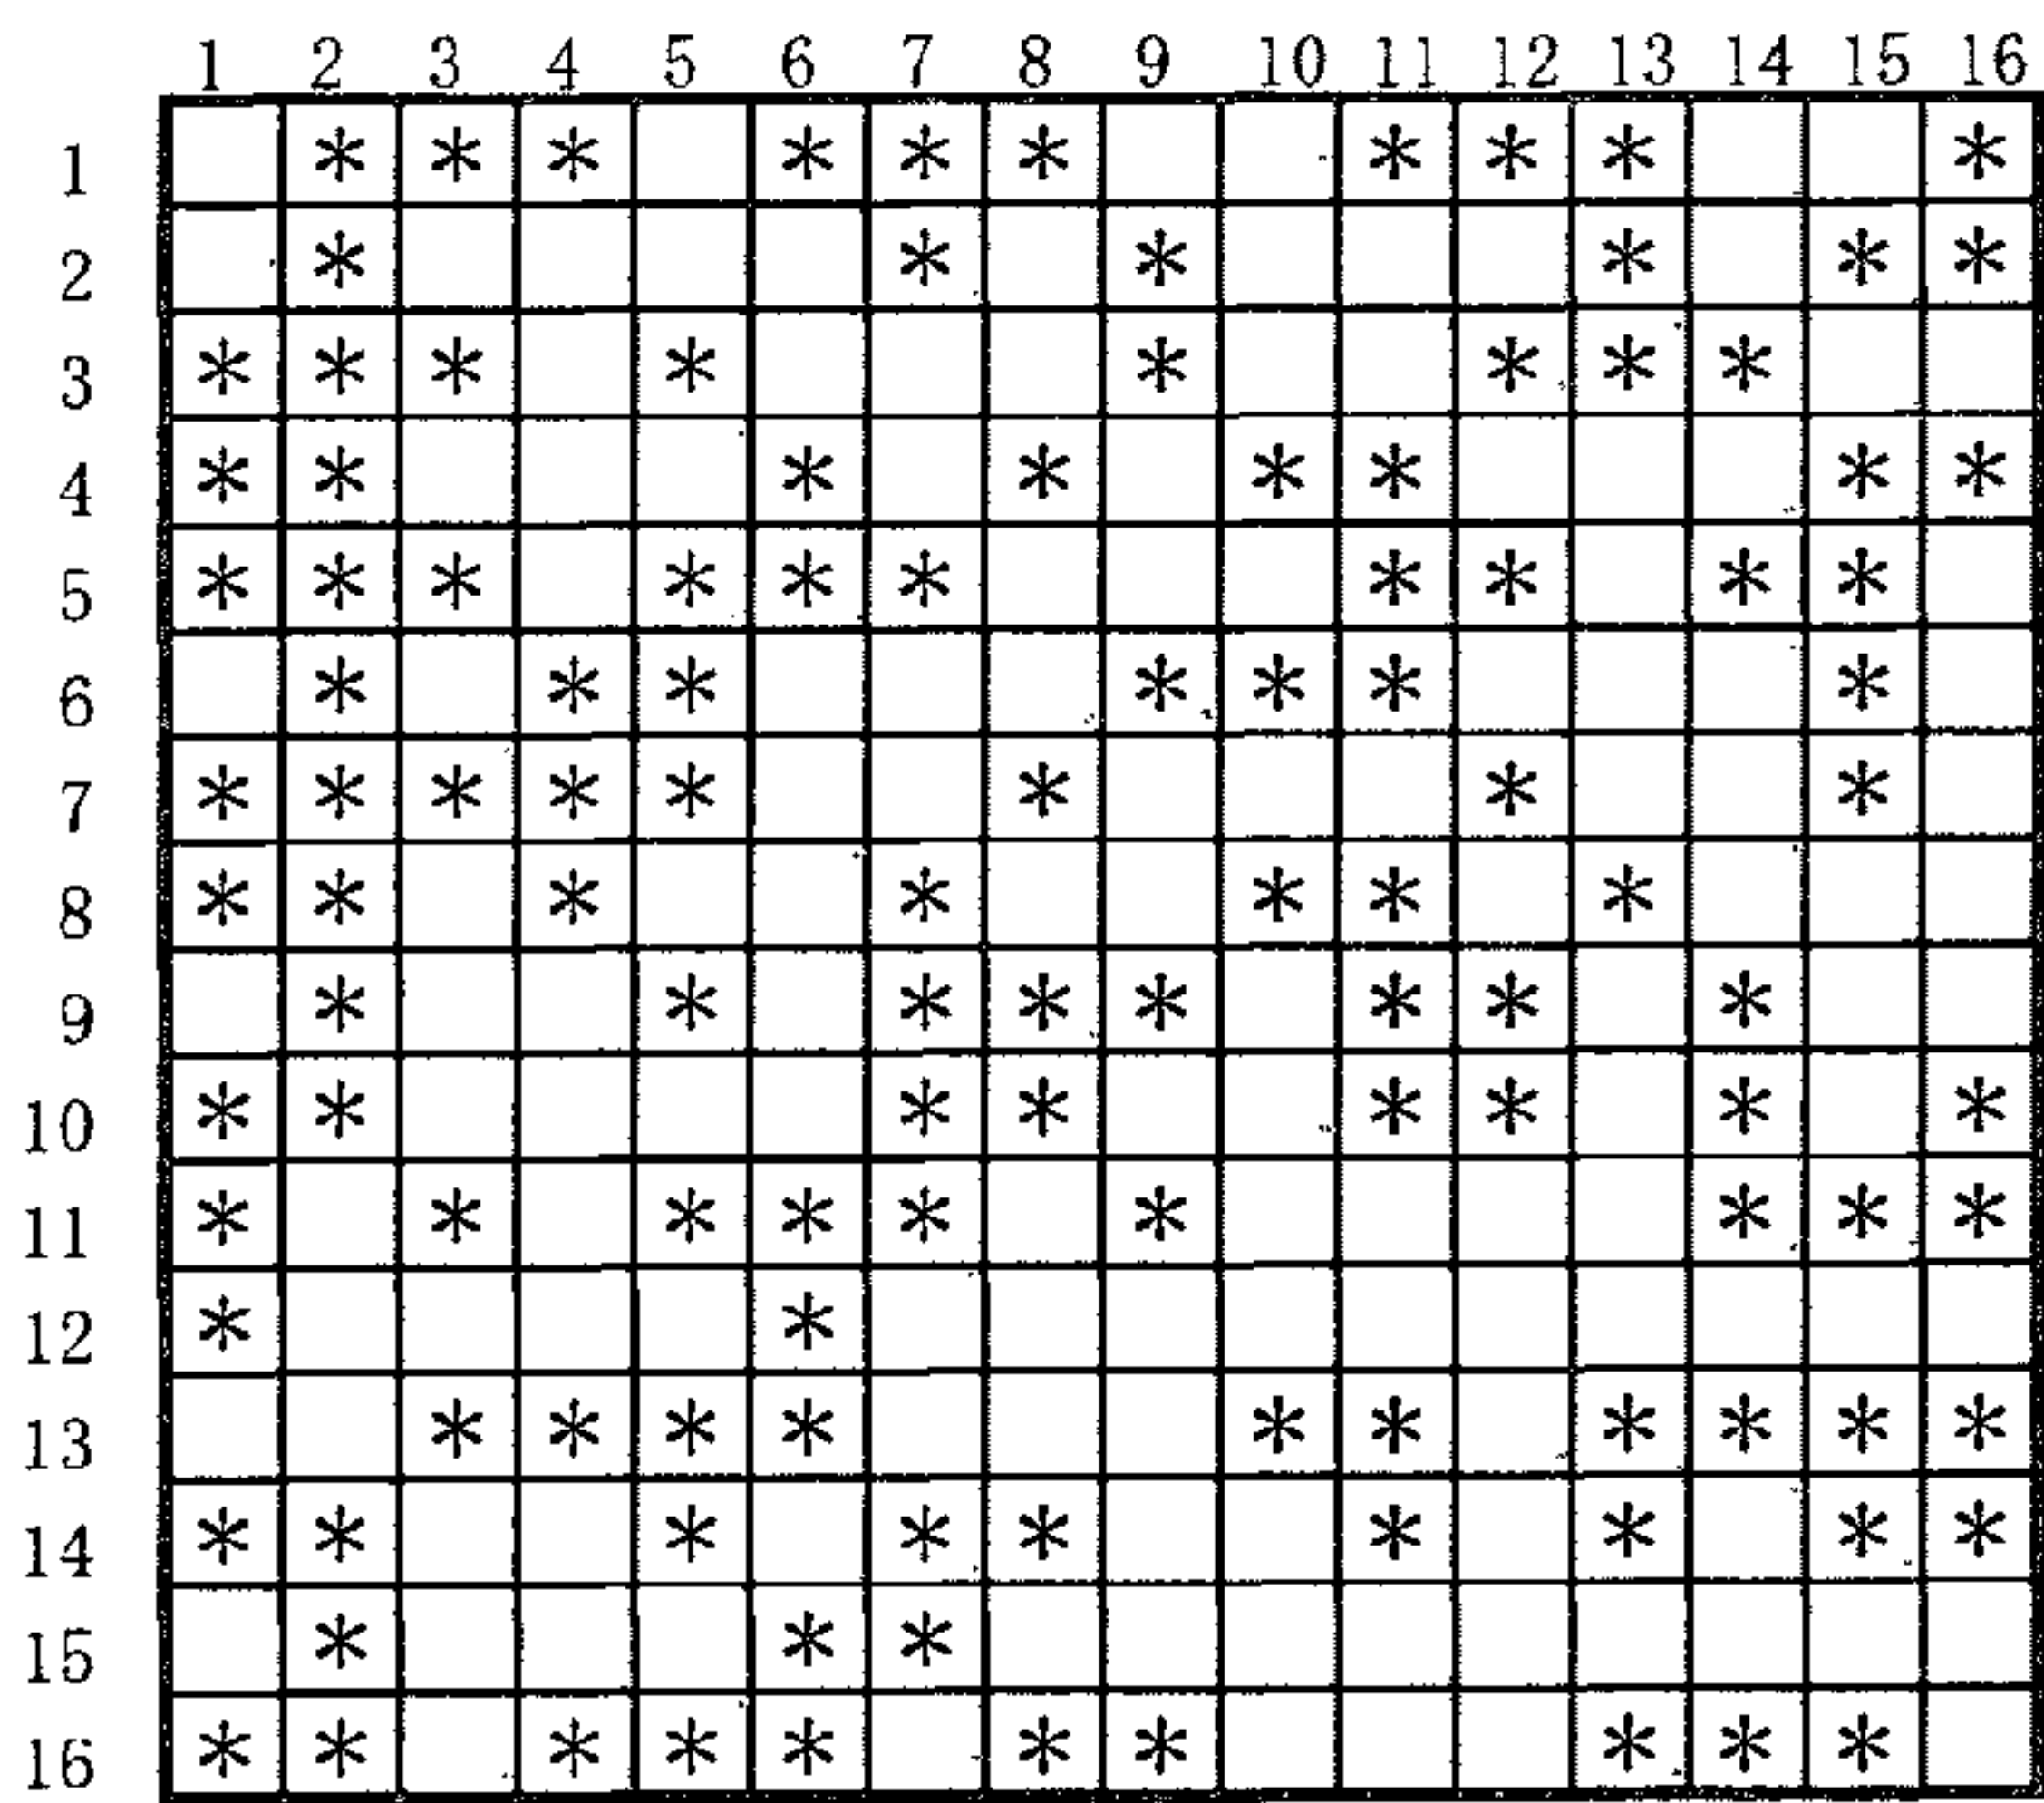 1 2 3 4 5 6 7 8 9 10 11 12 13 14 15 16
1 * * * * * * * * * *
2 * * * * * *
3 * * * * * * * *
4 * * * * * * * *
5 * * * * * * * * * *
6 * * * * * * *
7 * * * * * * * *
8 * * * * * * *
9 * * * * * * * *
10 * * * * * * * *
11 * * * * * * * * *
12 * *
13 * * * * * * * * * *
14 * * * * * * * * *
15 * * *
16 * * * * * * * * * *